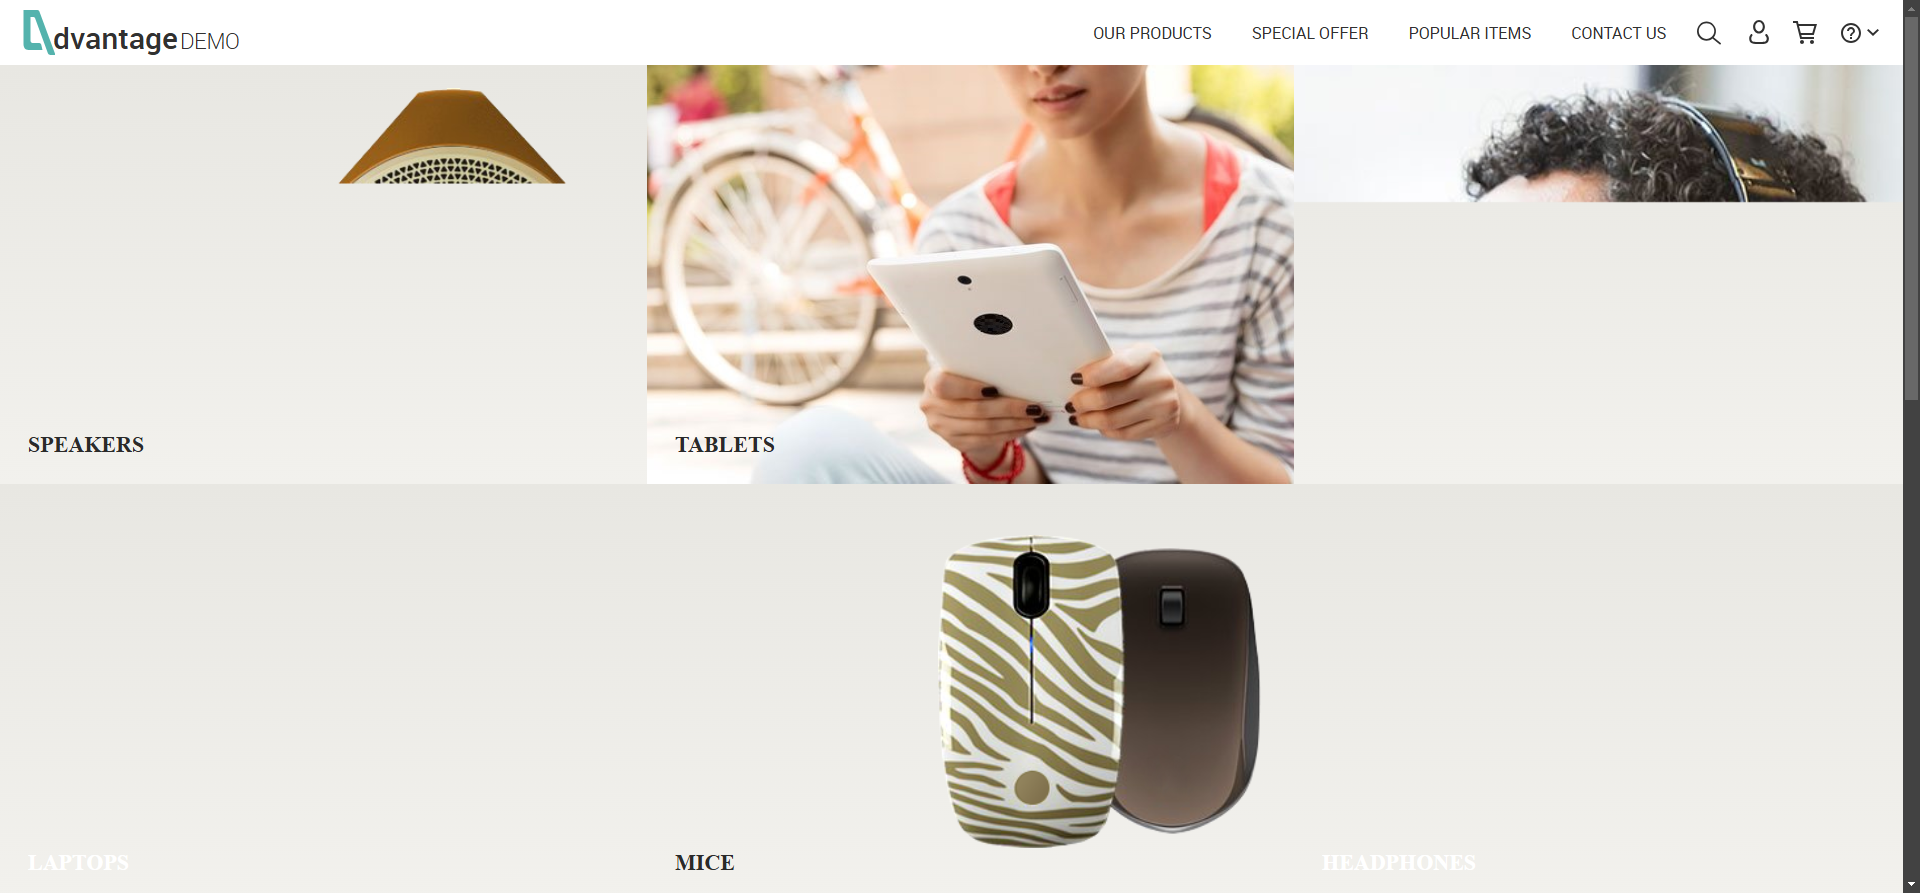 dvantage DEMO
OUR PRODUCTS
SPECIAL OFFER
POPULAR ITEMS
CONTACT US
SPEAKERS
TABLETS
LAPTOPS
MICE
HEADPHONES